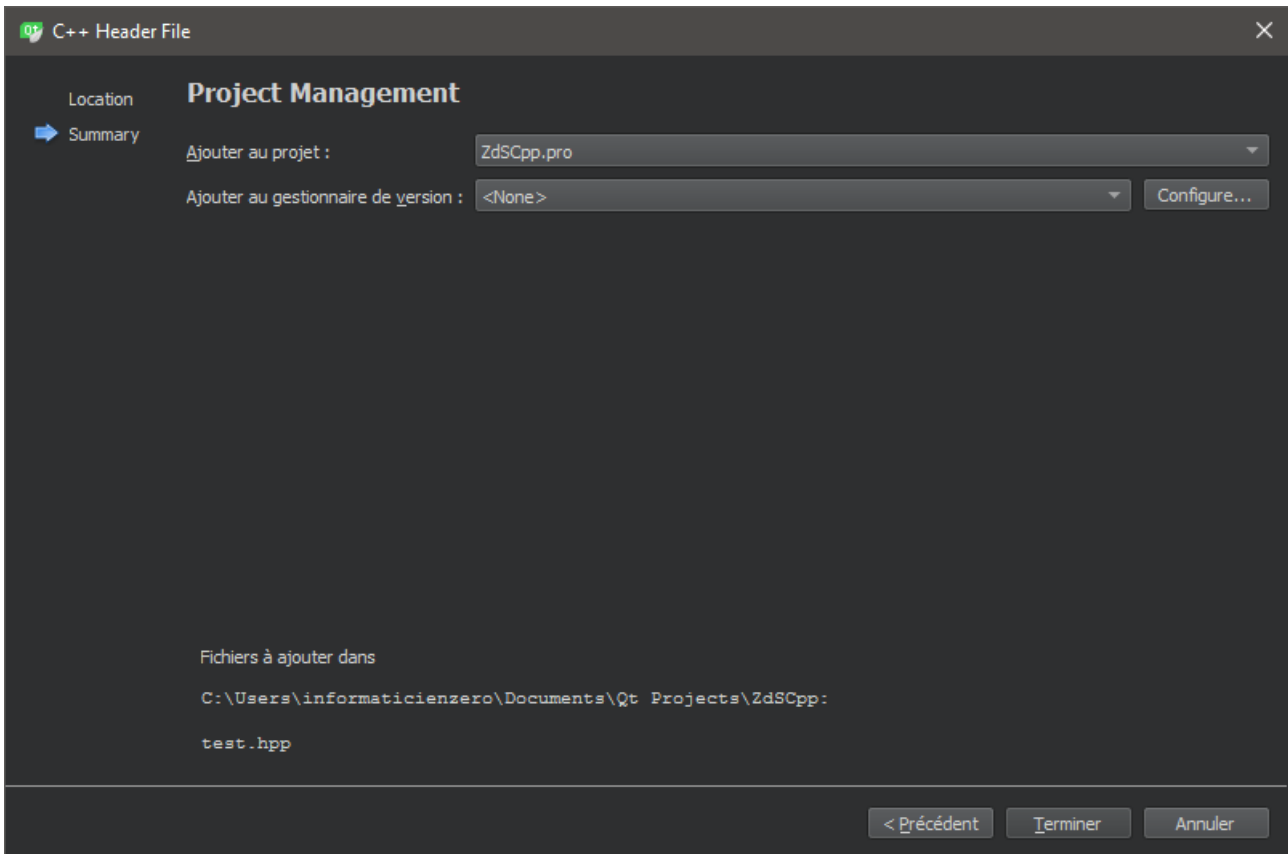 C++ Header File
Location
Summary
Project Management
Ajouter au projet :
ZdSCpp.pro
Ajouter au gestionnaire de version :
<None>
Configure...
Fichiers à ajouter dans
C:\Users\informaticienzero\Documents\Qt Projects\ZdSCpp:
test.hpp
< Précédent
Terminer
Annuler